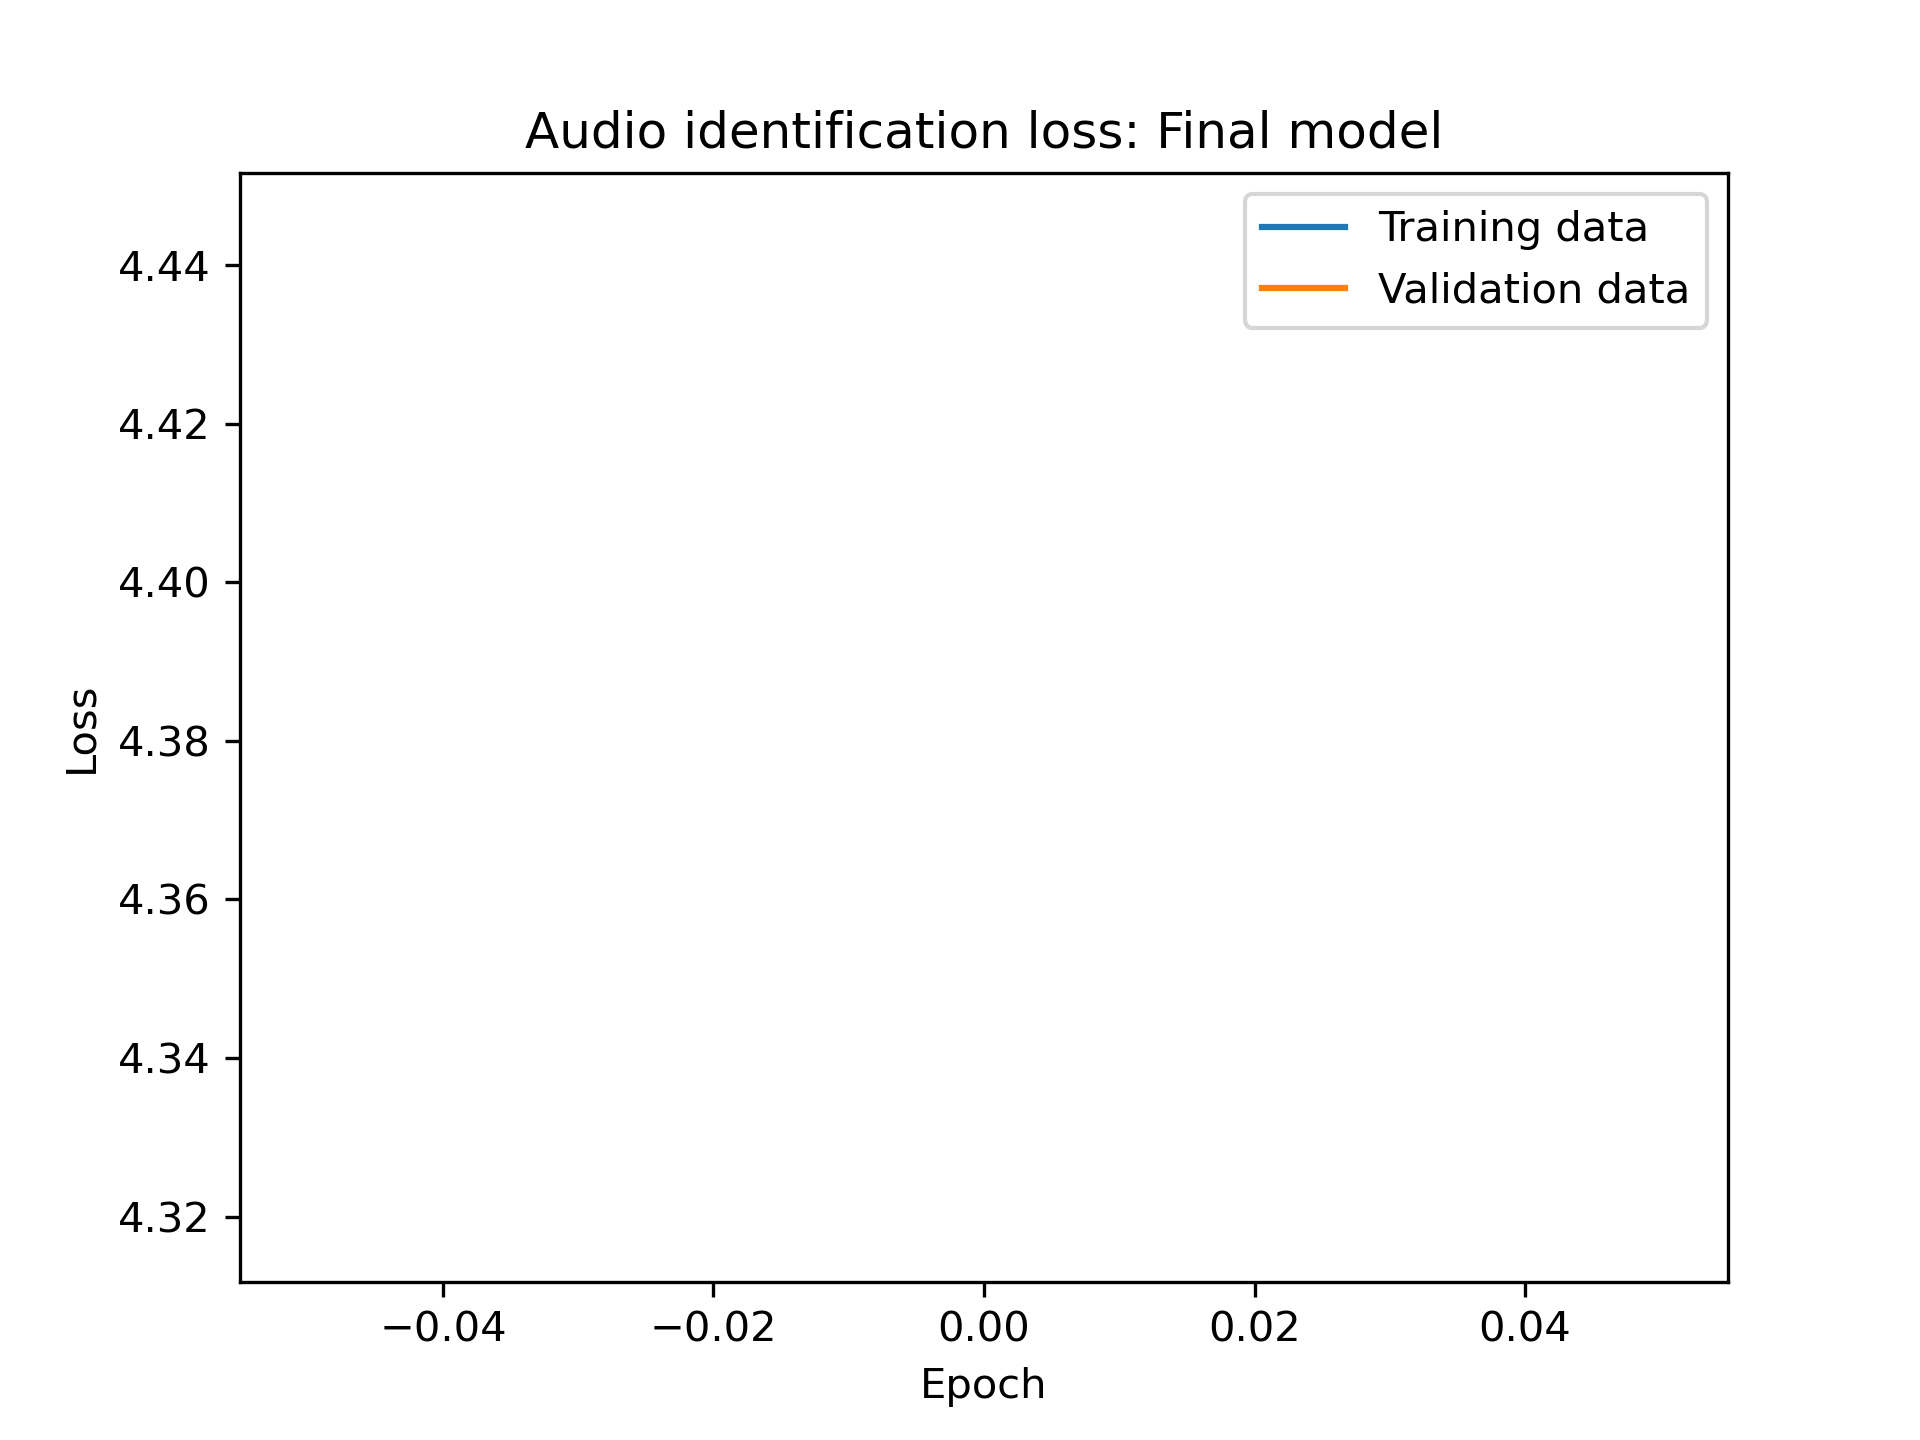 Audio identification loss: Final model
Training data
Validation data
4.44
4.42
4.40
4.38
4.36
4.34
4.32
Loss
−0.04
−0.02
0.00
0.02
0.04
Epoch